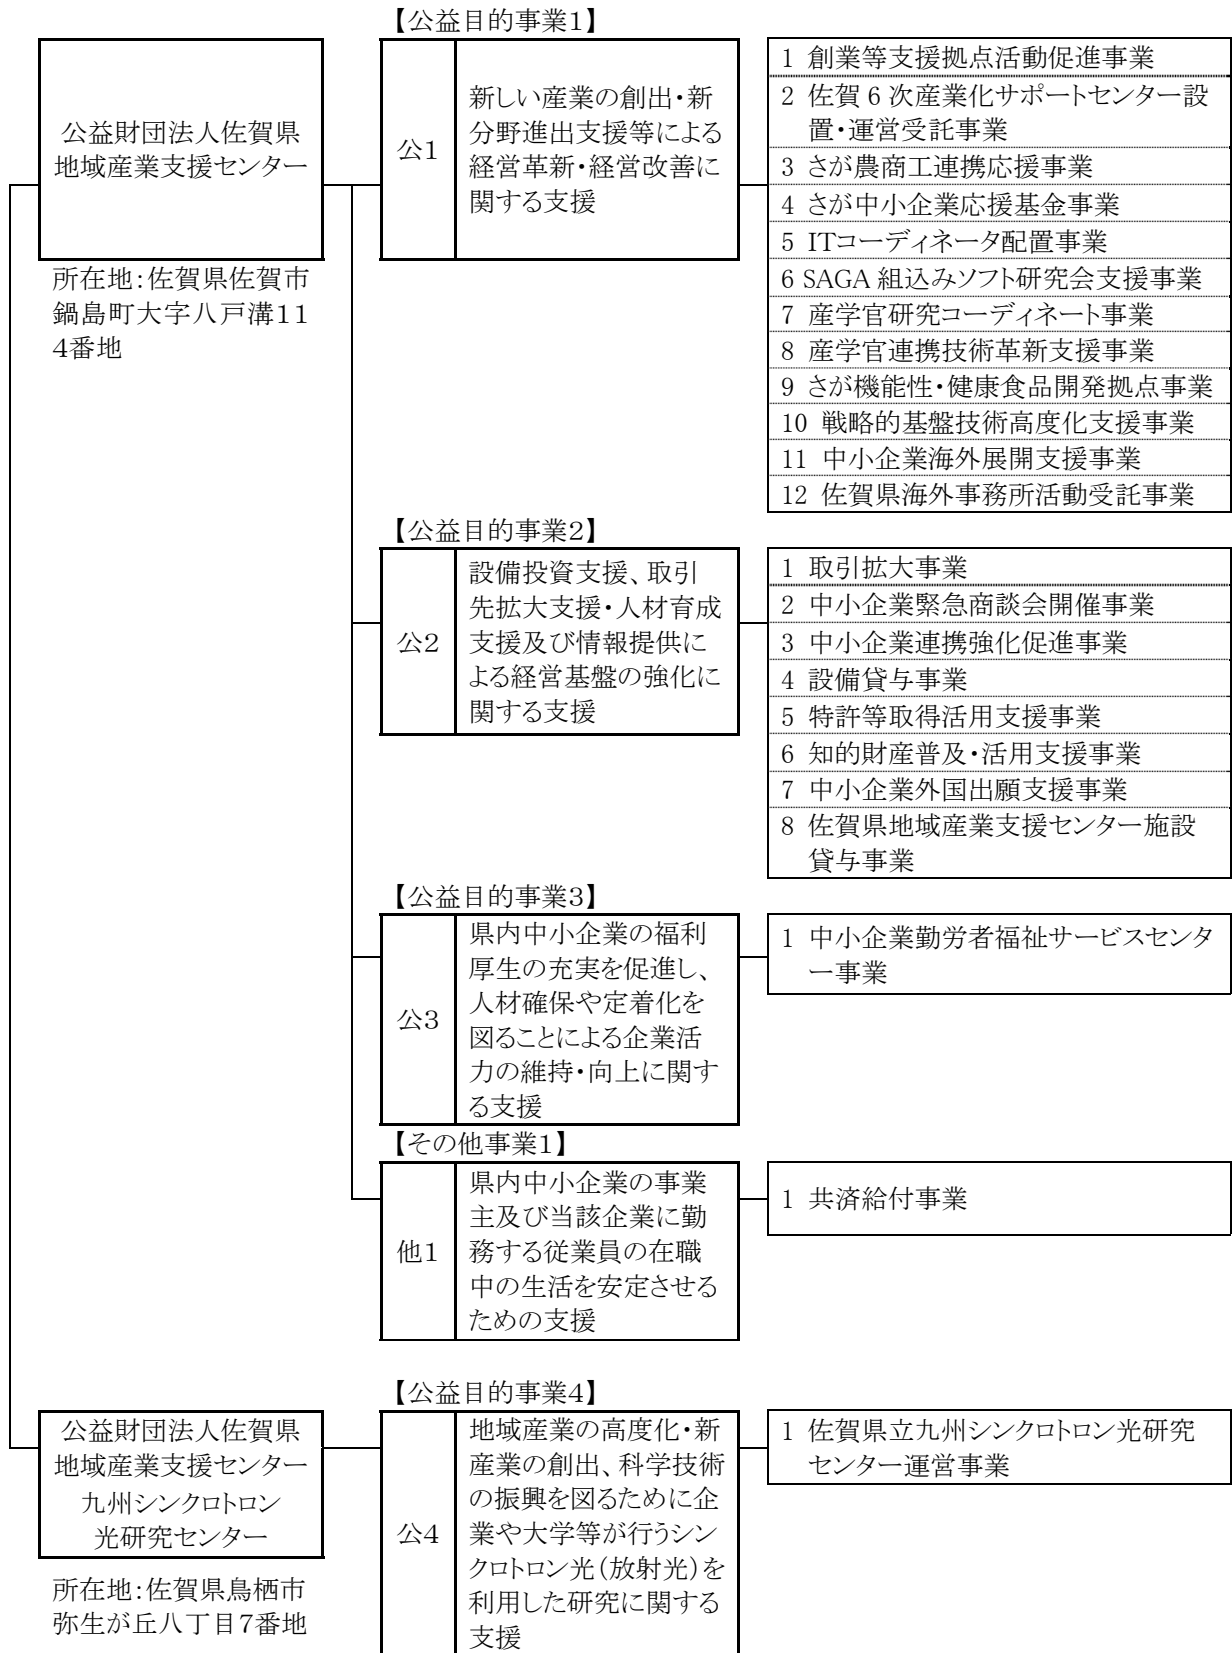 公益財団法人佐賀県
地域産業支援センター
所在地:佐賀県佐賀市
鍋島町大字八戸溝11
4番地
【公益目的事業1】
公1
新しい産業の創出・新
分野進出支援等による
経営革新・経営改善に
関する支援
1 創業等支援拠点活動促進事業
2 佐賀6次産業化サポートセンター設
置・運営受託事業
3 さが農商工連携応援事業
4 さが中小企業応援基金事業
5 ITコーディネータ配置事業
6 SAGA組込みソフト研究会支援事業
7 産学官研究コーディネート事業
8 産学官連携技術革新支援事業
9 さが機能性・健康食品開発拠点事業
10 戦略的基盤技術高度化支援事業
11 中小企業海外展開支援事業
12 佐賀県海外事務所活動受託事業
【公益目的事業2】
公2
設備投資支援、取引
先拡大支援・人材育成
支援及び情報提供に
よる経営基盤の強化に
関する支援
1 取引拡大事業
2 中小企業緊急商談会開催事業
3 中小企業連携強化促進事業
4 設備貸与事業
5 特許等取得活用支援事業
6 知的財産普及・活用支援事業
7 中小企業外国出願支援事業
8 佐賀県地域産業支援センター施設
貸与事業
【公益目的事業3】
公3
県内中小企業の福利
厚生の充実を促進し、
人材確保や定着化を
図ることによる企業活
力の維持・向上に関す
る支援
1 中小企業勤労者福祉サービスセンタ
ー事業
【その他事業1】
他1
県内中小企業の事業
主及び当該企業に勤
務する従業員の在職
中の生活を安定させる
ための支援
1 共済給付事業
公益財団法人佐賀県
地域産業支援センター
九州シンクロトロン
光研究センター
所在地:佐賀県鳥栖市
弥生が丘八丁目7番地
【公益目的事業4】
公4
地域産業の高度化・新
産業の創出、科学技術
の振興を図るために企
業や大学等が行うシン
クロトロン光(放射光)を
利用した研究に関する
支援
1 佐賀県立九州シンクロトロン光研究
センター運営事業